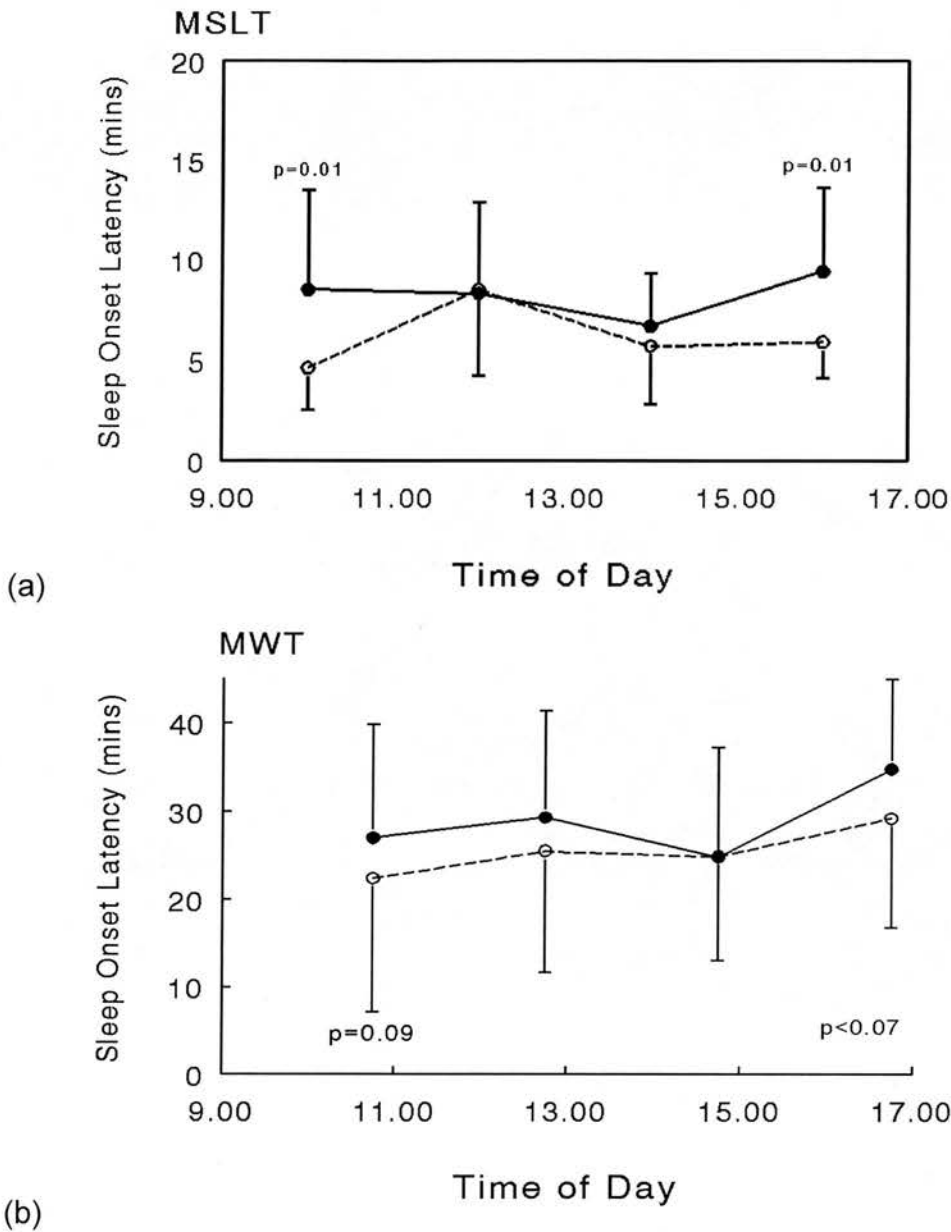 MSLT
20
15
10
5
0
Sleep Onset Latency (mins)
p=0.01
p=0.01
9.00 11.00 13.00 15.00 17.00
Time of Day
(a)
MWT
40
30
20
10
0
Sleep Onset Latency (mins)
p=0.09
p<0.07
9.00 11.00 13.00 15.00 17.00
Time of Day
(b)